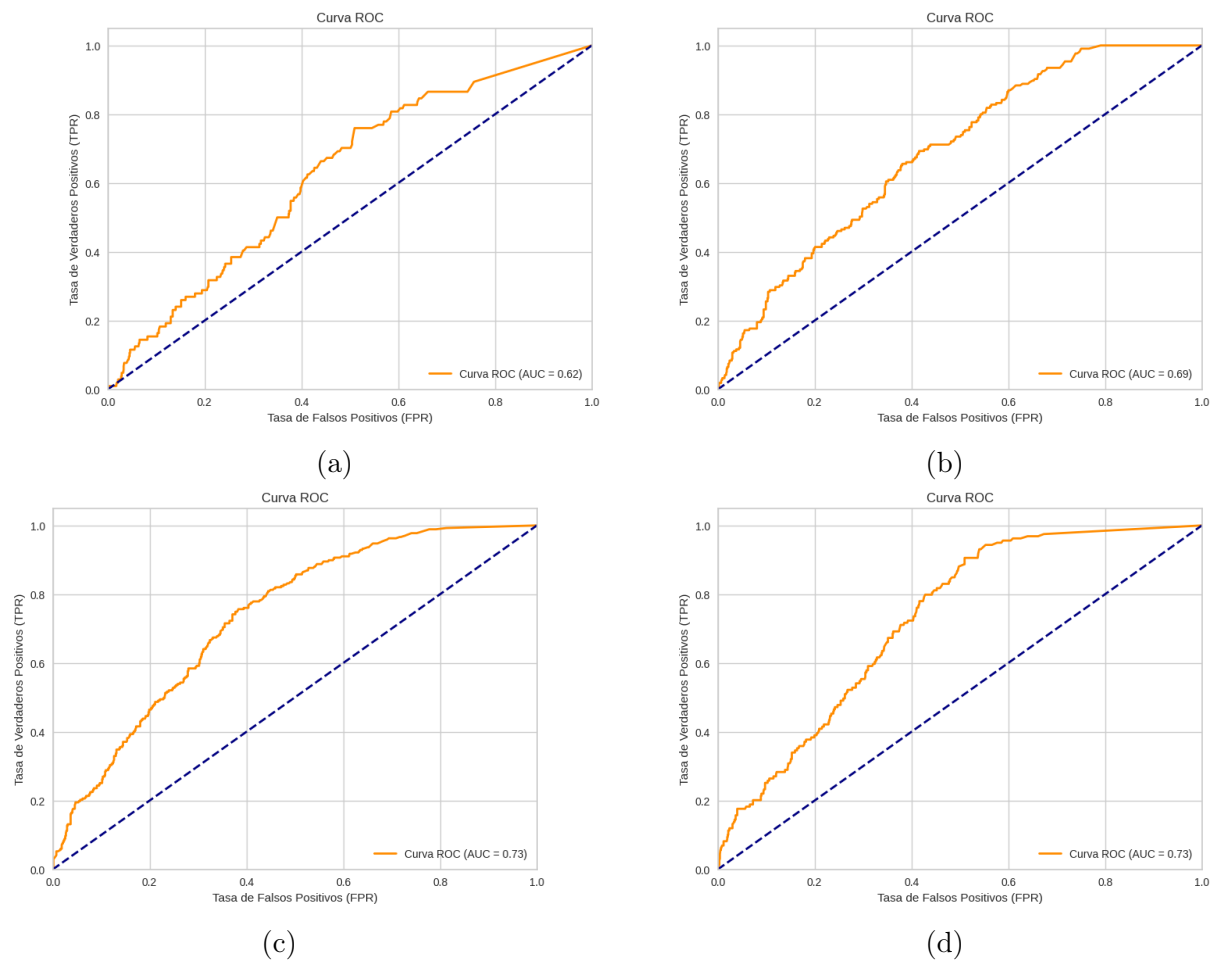 Curva ROC
1.0
0.8
0.6
0.4
0.2
0.0
Tasa de Verdaderos Positivos (TPR)
Curva ROC (AUC = 0.62)
0.0 0.2 0.4 0.6 0.8 1.0
Tasa de Falsos Positivos (FPR)
(a)
Curva ROC
1.0
0.8
0.6
0.4
0.2
0.0
Tasa de Verdaderos Positivos (TPR)
Curva ROC (AUC = 0.69)
0.0 0.2 0.4 0.6 0.8 1.0
Tasa de Falsos Positivos (FPR)
(b)
Curva ROC
1.0
0.8
0.6
0.4
0.2
0.0
Tasa de Verdaderos Positivos (TPR)
Curva ROC (AUC = 0.73)
0.0 0.2 0.4 0.6 0.8 1.0
Tasa de Falsos Positivos (FPR)
(c)
Curva ROC
1.0
0.8
0.6
0.4
0.2
0.0
Tasa de Verdaderos Positivos (TPR)
Curva ROC (AUC = 0.73)
0.0 0.2 0.4 0.6 0.8 1.0
Tasa de Falsos Positivos (FPR)
(d)